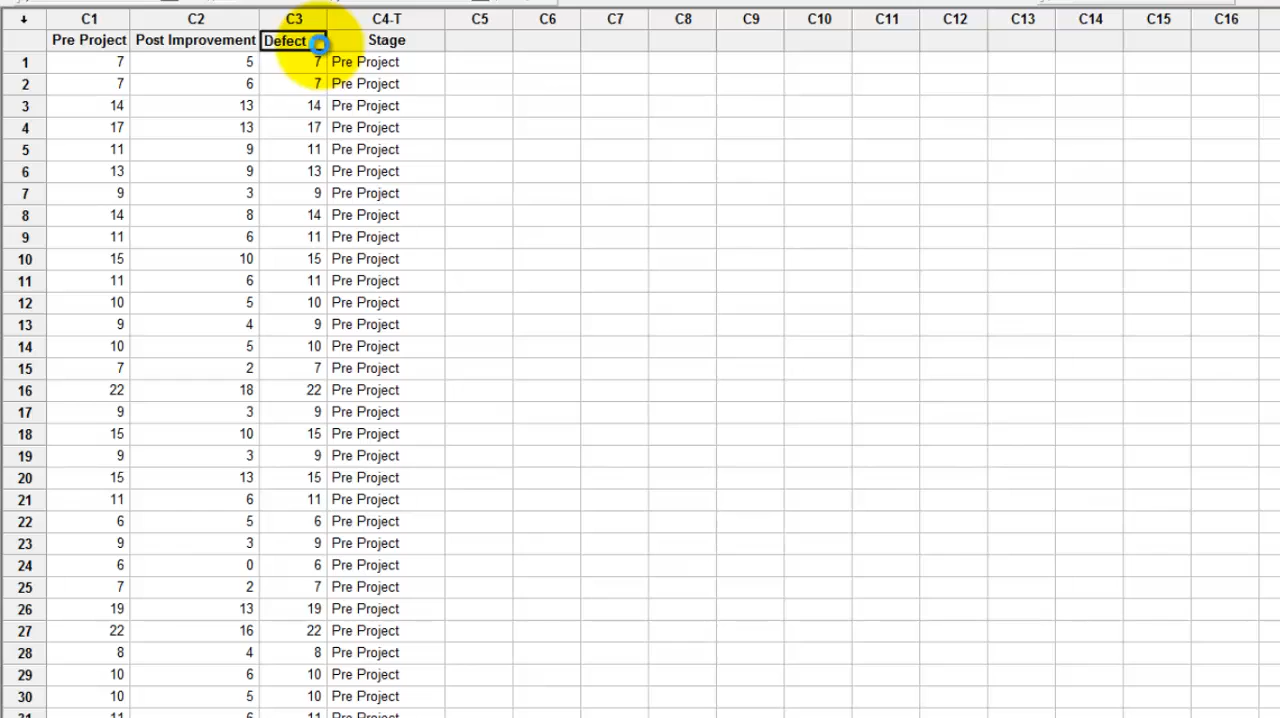 ↓ C1 C2 C3 C4-T C5 C6 C7 C8 C9 C10 C11 C12 C13 C14 C15 C16
Pre Project Post Improvement Defect Stage
1 7 5 7 Pre Project
2 7 6 7 Pre Project
3 14 13 14 Pre Project
4 17 13 17 Pre Project
5 11 9 11 Pre Project
6 13 9 13 Pre Project
7 9 3 9 Pre Project
8 14 8 14 Pre Project
9 11 6 11 Pre Project
10 15 10 15 Pre Project
11 11 6 11 Pre Project
12 10 5 10 Pre Project
13 9 4 9 Pre Project
14 10 5 10 Pre Project
15 7 2 7 Pre Project
16 22 18 22 Pre Project
17 9 3 9 Pre Project
18 15 10 15 Pre Project
19 9 3 9 Pre Project
20 15 13 15 Pre Project
21 11 6 11 Pre Project
22 6 5 6 Pre Project
23 9 3 9 Pre Project
24 6 0 6 Pre Project
25 7 2 7 Pre Project
26 19 13 19 Pre Project
27 22 16 22 Pre Project
28 8 4 8 Pre Project
29 10 6 10 Pre Project
30 10 5 10 Pre Project
31 11 6 11 Pre Project